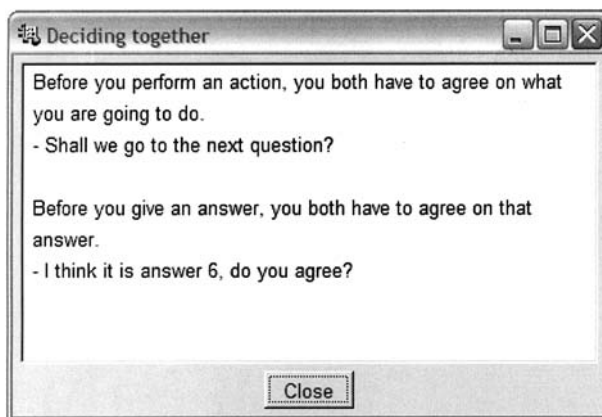 Deciding together
Before you perform an action, you both have to agree on what
you are going to do.
- Shall we go to the next question?
Before you give an answer, you both have to agree on that
answer.
- I think it is answer 6, do you agree?
Close